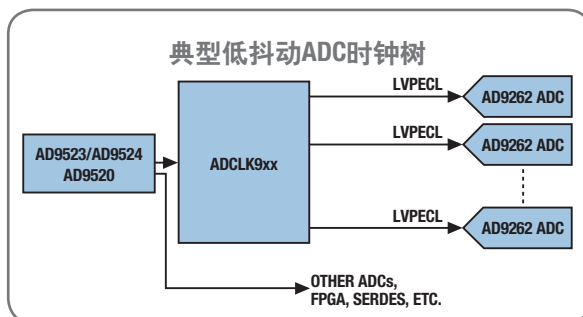 典型低抖动ADC时钟树
LVPECL
AD9262 ADC
LVPECL
AD9262 ADC
AD9523/AD9524
AD9520
ADCLK9xx
LVPECL
AD9262 ADC
OTHER ADCs,
FPGA, SERDES, ETC.